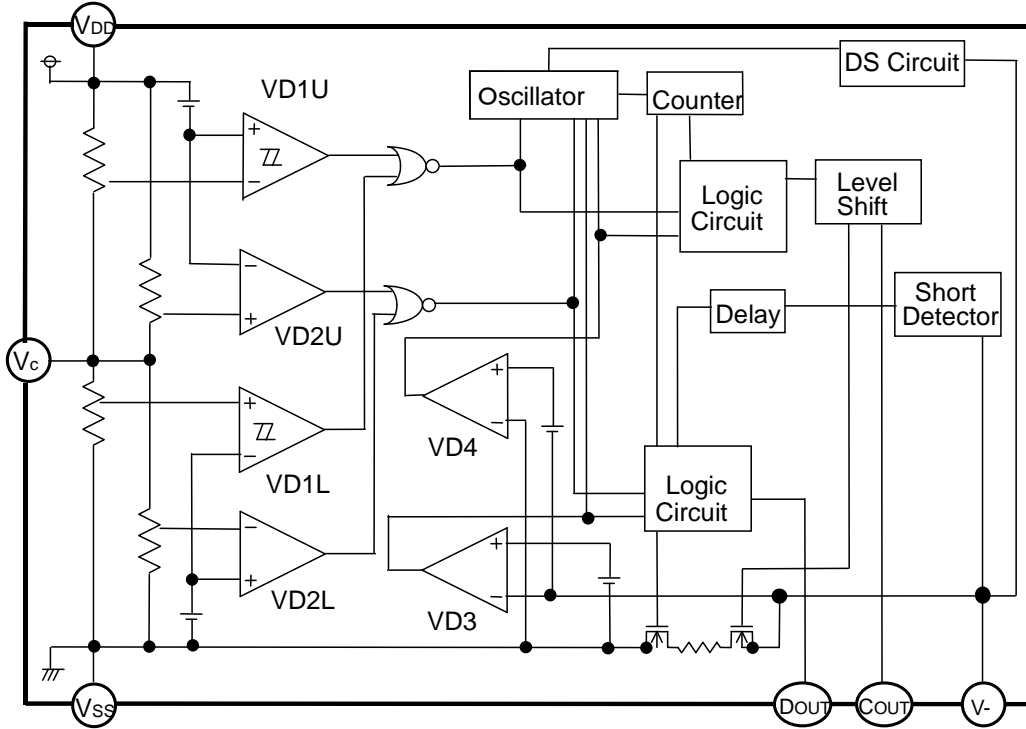 VDD
DS Circuit
VD1U
Oscillator
Counter
+
−
Logic
Circuit
Level
Shift
−
+
VD2U
Short
Detector
Delay
Vc
+
−
VD1L
+
−
VD4
Logic
Circuit
−
+
VD2L
+
−
VD3
VSS
DOUT
COUT
V-